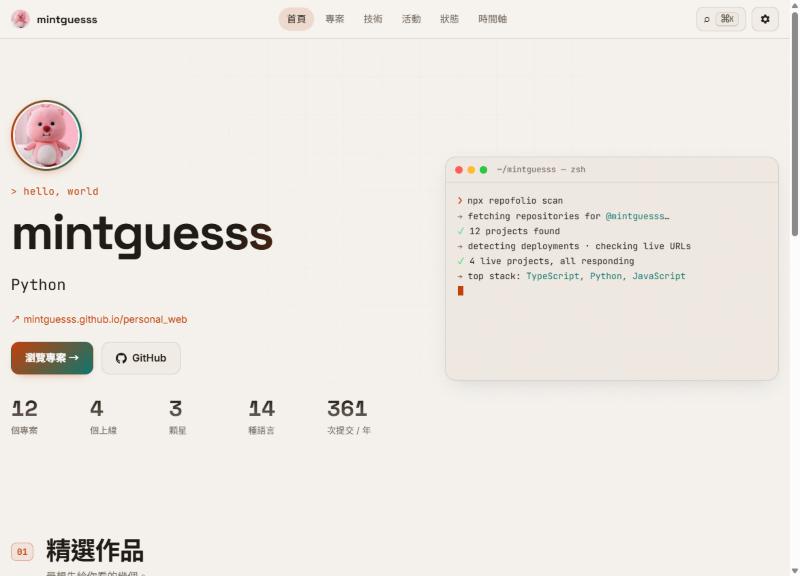 mintguesss
首頁
專案
技術
活動
狀態
時間軸
⌕ ⌘K
> hello, world
mintguesss
Python
↗ mintguesss.github.io/personal_web
瀏覽專案 →
GitHub
12
個專案
4
個上線
3
顆星
14
種語言
361
次提交 / 年
~/mintguesss — zsh
❯ npx repofolio scan
→ fetching repositories for @mintguesss…
✓ 12 projects found
→ detecting deployments · checking live URLs
✓ 4 live projects, all responding
→ top stack: TypeScript, Python, JavaScript
01
精選作品